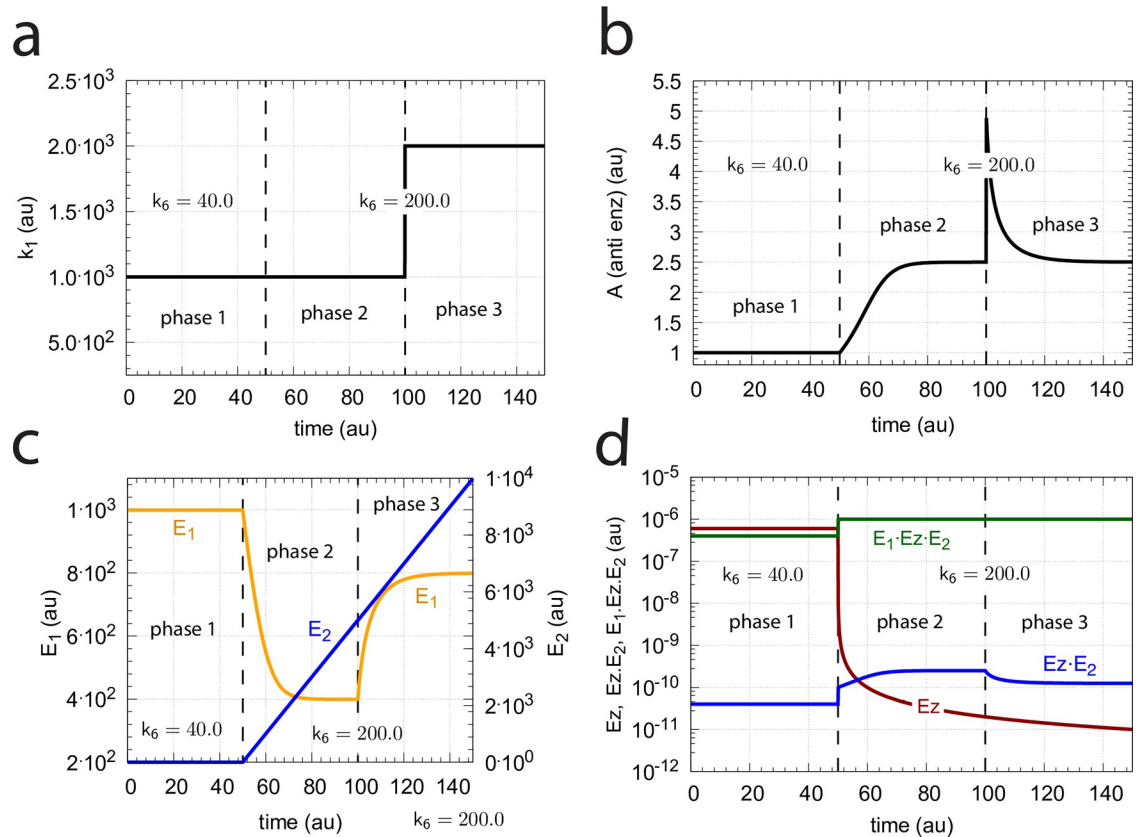 a
2.5·10³
2.0·10³
1.5·10³
1.0·10³
5.0·10²
k₁ (au)
k₆ = 40.0
k₆ = 200.0
phase 1
phase 2
phase 3
0 20 40 60 80 100 120 140
time (au)
b
5.5
5
4.5
4
3.5
3
2.5
2
1.5
1
A (anti enz) (au)
k₆ = 40.0
k₆ = 200.0
phase 2
phase 3
phase 1
0 20 40 60 80 100 120 140
time (au)
c
1·10³
8·10²
6·10²
4·10²
2·10²
E₁ (au)
1·10⁴
8·10³
6·10³
4·10³
2·10³
0·10⁰
E₂ (au)
phase 3
E₁
phase 2
E₁
phase 1
E₂
k₆ = 40.0
k₆ = 200.0
0 20 40 60 80 100 120 140
time (au)
k₆ = 200.0
d
10⁻⁵
10⁻⁶
10⁻⁷
10⁻⁸
10⁻⁹
10⁻¹⁰
10⁻¹¹
10⁻¹²
Ez, Ez.E₂, E₁.Ez.E₂ (au)
E₁·Ez·E₂
k₆ = 40.0
k₆ = 200.0
phase 1
phase 2
phase 3
Ez·E₂
Ez
0 20 40 60 80 100 120 140
time (au)